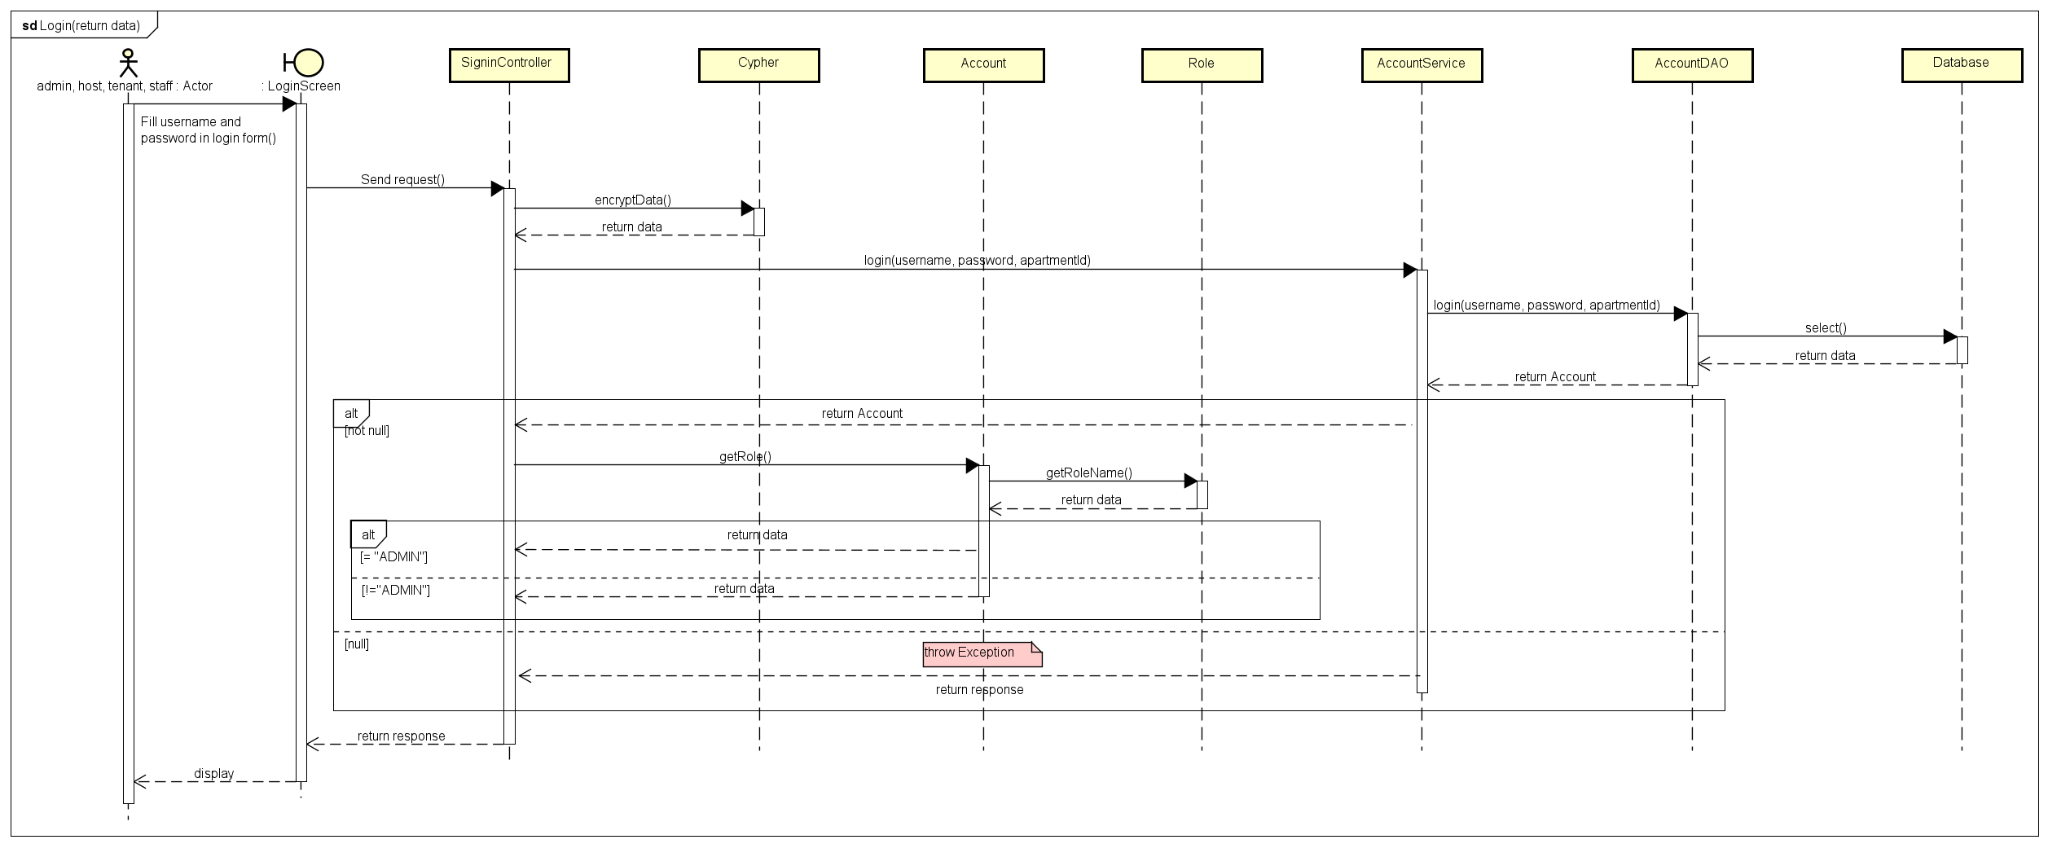 sd Login(return data)
admin, host, tenant, staff : Actor
: LoginScreen
SigninController
Cypher
Account
Role
AccountService
AccountDAO
Database
Fill username and
password in login form()
Send request()
encryptData()
return data
login(username, password, apartmentId)
login(username, password, apartmentId)
select()
return data
return Account
alt
[not null]
return Account
getRole()
getRoleName()
return data
alt
return data
[= "ADMIN"]
return data
[!="ADMIN"]
[null]
throw Exception
return response
return response
display